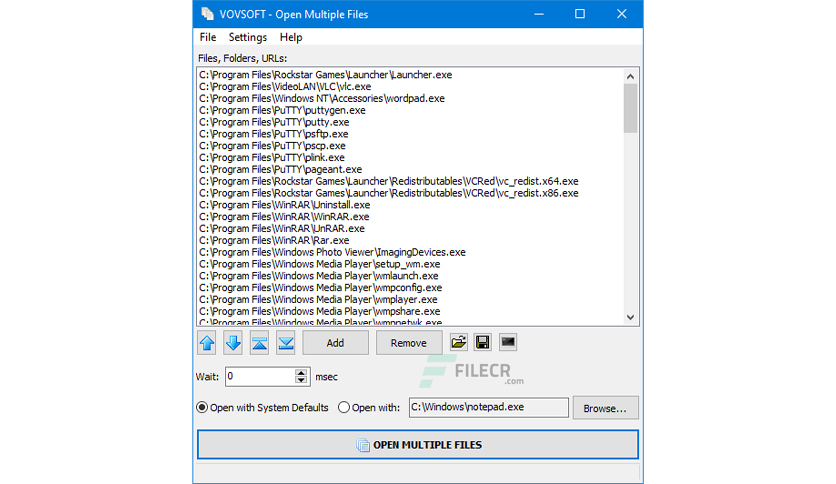 VOVSOFT - Open Multiple Files
File Settings Help
Files, Folders, URLs:
C:\Program Files\Rockstar Games\Launcher\Launcher.exe
C:\Program Files\VideoLAN\VLC\vlc.exe
C:\Program Files\Windows NT\Accessories\wordpad.exe
C:\Program Files\PuTTY\puttygen.exe
C:\Program Files\PuTTY\putty.exe
C:\Program Files\PuTTY\psftp.exe
C:\Program Files\PuTTY\pscp.exe
C:\Program Files\PuTTY\plink.exe
C:\Program Files\PuTTY\pageant.exe
C:\Program Files\Rockstar Games\Launcher\Redistributables\VCRed\vc_redist.x64.exe
C:\Program Files\Rockstar Games\Launcher\Redistributables\VCRed\vc_redist.x86.exe
C:\Program Files\WinRAR\Uninstall.exe
C:\Program Files\WinRAR\WinRAR.exe
C:\Program Files\WinRAR\UnRAR.exe
C:\Program Files\WinRAR\Rar.exe
C:\Program Files\Windows Photo Viewer\ImagingDevices.exe
C:\Program Files\Windows Media Player\setup_wm.exe
C:\Program Files\Windows Media Player\wmlaunch.exe
C:\Program Files\Windows Media Player\wmpconfig.exe
C:\Program Files\Windows Media Player\wmplayer.exe
C:\Program Files\Windows Media Player\wmpshare.exe
C:\Program Files\Windows Media Player\wmpnetwk.exe
Add Remove
FILECR
.com
Wait: 0 msec
Open with System Defaults Open with: C:\Windows\notepad.exe Browse...
OPEN MULTIPLE FILES